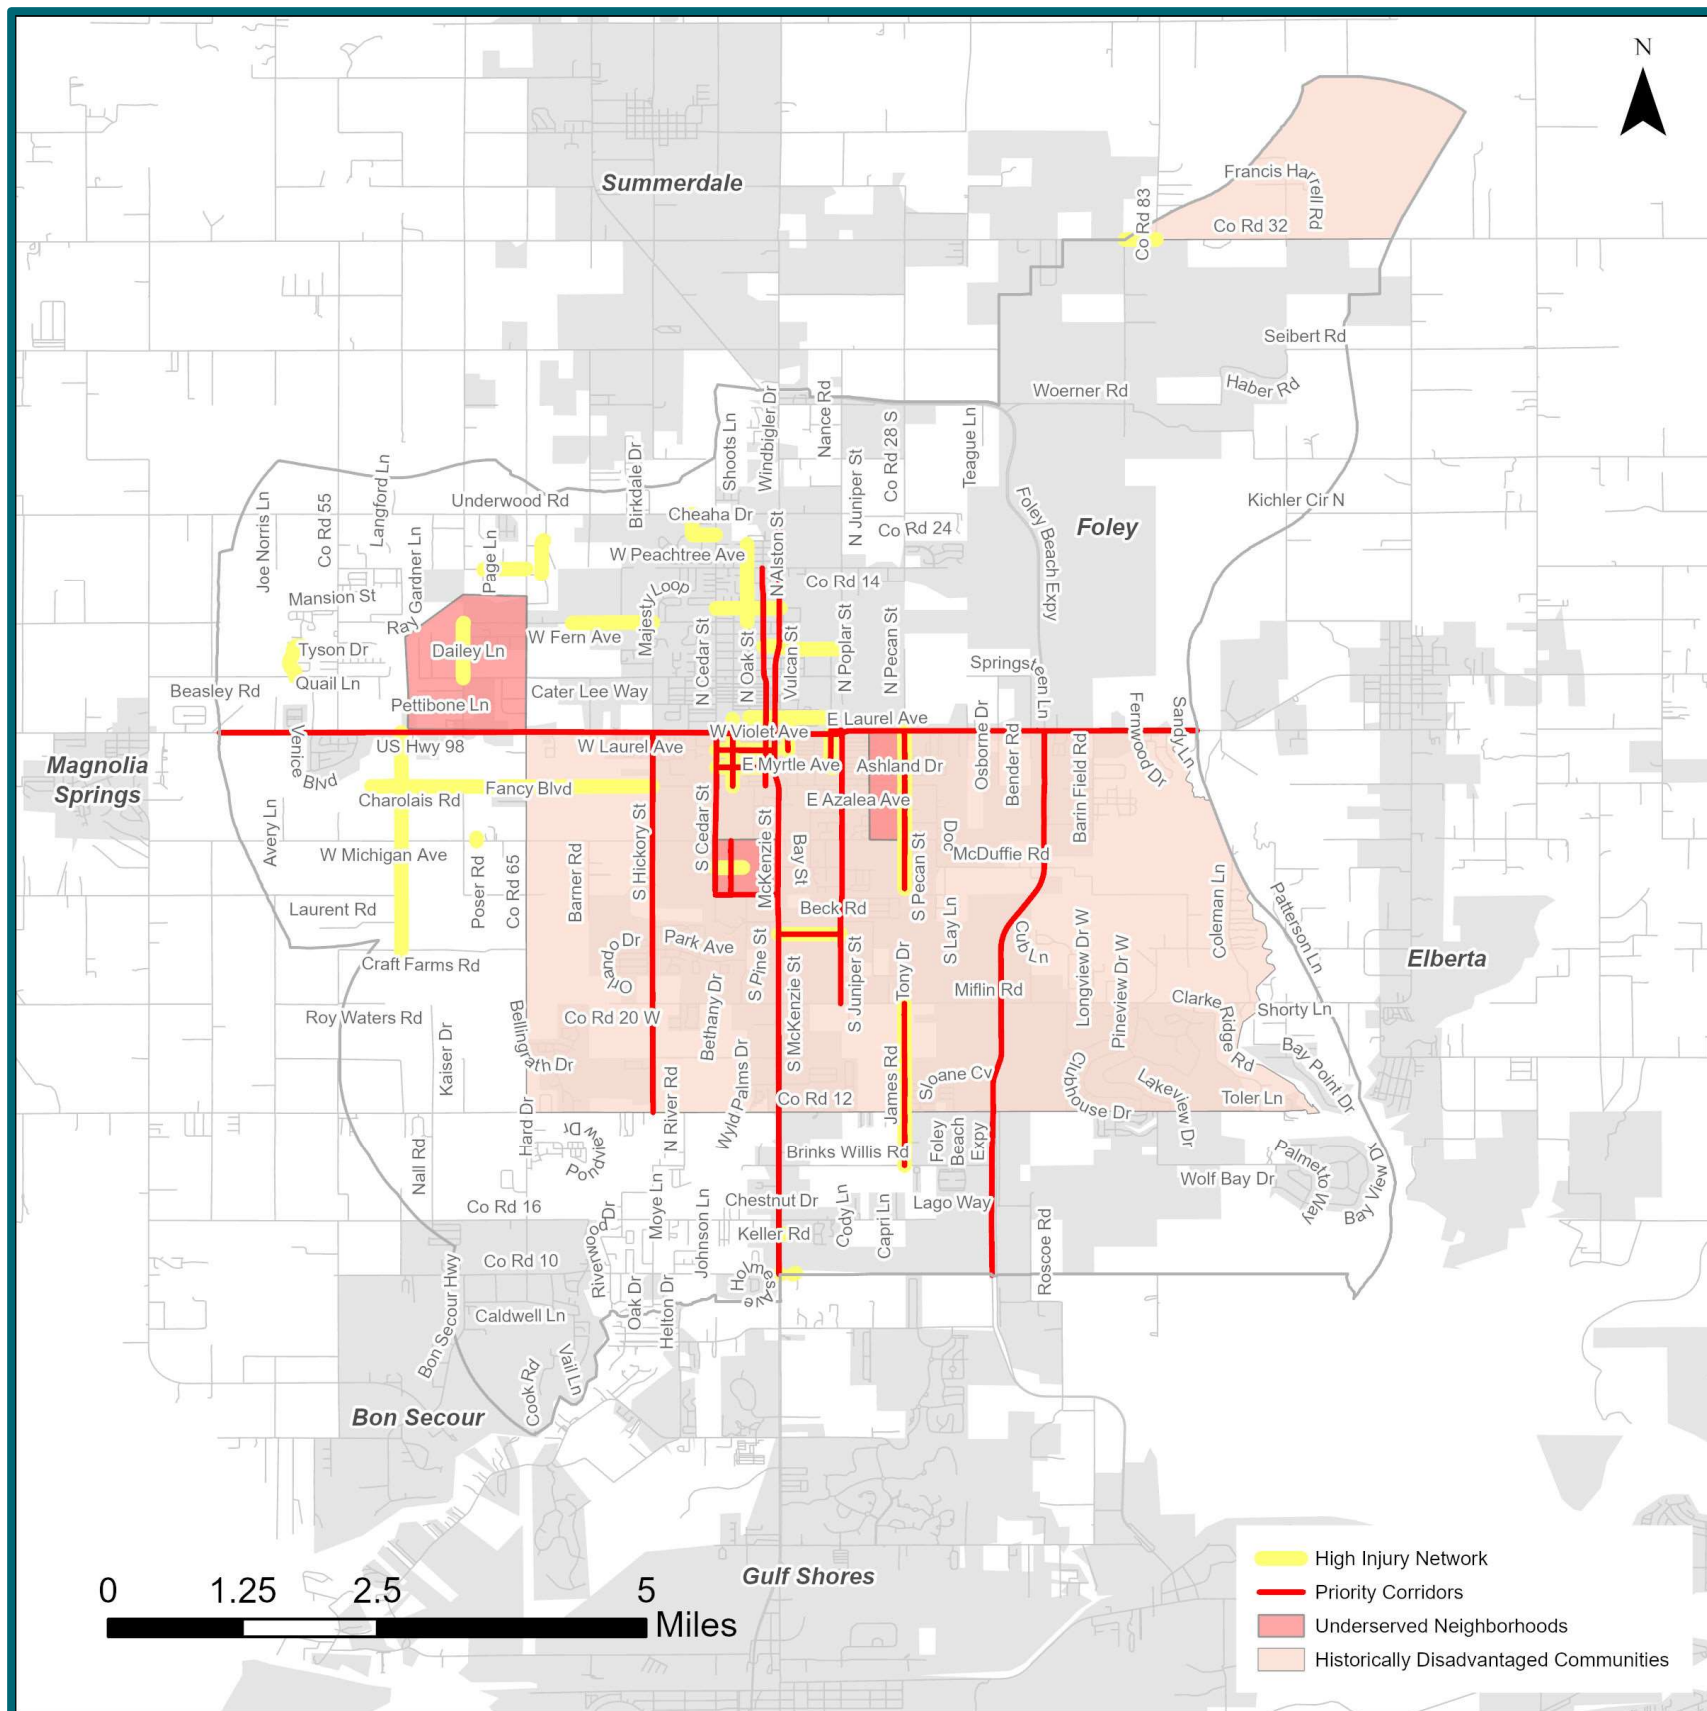 N
Summerdale
Francis Harrell Rd
Co Rd 83
Co Rd 32
Seibert Rd
Woerner Rd
Haber Rd
Shoots Ln
Windbigler Dr
Nance Rd
Co Rd 28 S
Teague Ln
Birkdale Dr
N Juniper St
Langford Ln
Underwood Rd
Joe Norris Ln
Co Rd 55
Cheaha Dr
N Alston St
Co Rd 24
Foley Beach Expy
Foley
Kichler Cir N
Ray Gardner Ln
Page Ln
W Peachtree Ave
Co Rd 14
Mansion St
Majesty Loop
W Fern Ave
Tyson Dr
Dailey Ln
N Cedar St
N Oak St
Vulcan St
N Poplar St
N Pecan St
Springsteen Ln
Quail Ln
Beasley Rd
Pettibone Ln
Cater Lee Way
Osborne Dr
Bender Rd
Fernwood Dr
Sandy Ln
E Laurel Ave
W Violet Ave
US Hwy 98
W Laurel Ave
Venice Blvd
Barin Field Rd
Magnolia
Springs
E Myrtle Ave
Ashland Dr
Fancy Blvd
Charolais Rd
E Azalea Ave
Avery Ln
S Hickory St
S Cedar St
McKenzie St
Bay St
Doc
McDuffie Rd
W Michigan Ave
Poser Rd
Co Rd 65
Barner Rd
S Pecan St
Coleman Ln
Patterson Ln
Laurent Rd
Beck Rd
S Lay Ln
Cub Ln
Longview Dr W
Pineview Dr W
Orlando Dr
Park Ave
S Pine St
Craft Farms Rd
Elberta
Bethany Dr
S McKenzie St
S Juniper St
Tony Dr
Miflin Rd
Clarke Ridge Rd
Shorty Ln
Roy Waters Rd
Co Rd 20 W
Kaiser Dr
Bellingrath Dr
Bay Point Dr
Wyld Palms Dr
N River Rd
James Rd
Sloane Cv
Clubhouse Dr
Lakeview Dr
Toler Ln
Co Rd 12
Hard Dr
Pondview Dr
Nall Rd
Brinks Willis Rd
Foley
Beach
Expy
Palmetto Way
Bay View Dr
Wolf Bay Dr
Co Rd 16
Moye Ln
Johnson Ln
Chestnut Dr
Cody Ln
Capri Ln
Lago Way
Riverwood Dr
Keller Rd
Roscoe Rd
Co Rd 10
Holmes Ave
Bon Secour Hwy
Oak Dr
Helton Dr
Caldwell Ln
Cook Rd
Vail Ln
Bon Secour
Gulf Shores
0 1.25 2.5 5
Miles
High Injury Network
Priority Corridors
Underserved Neighborhoods
Historically Disadvantaged Communities